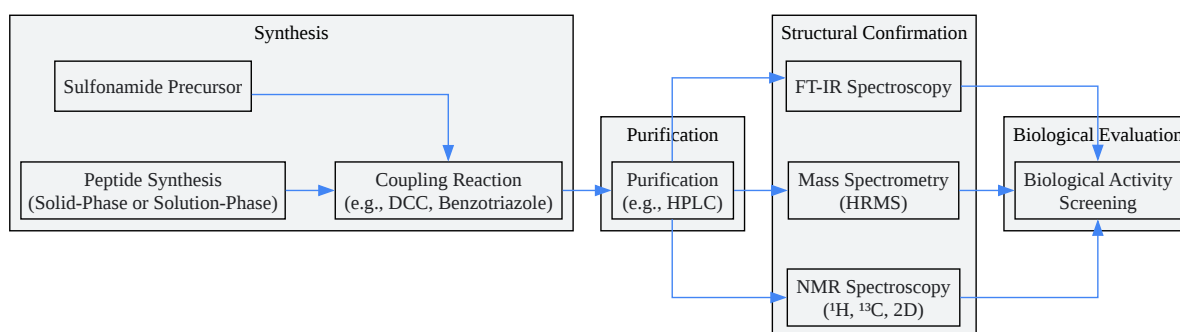 Synthesis
Sulfonamide Precursor
Peptide Synthesis
(Solid-Phase or Solution-Phase)
Coupling Reaction
(e.g., DCC, Benzotriazole)
Purification
Purification
(e.g., HPLC)
Structural Confirmation
FT-IR Spectroscopy
Mass Spectrometry
(HRMS)
NMR Spectroscopy
(¹H, ¹³C, 2D)
Biological Evaluation
Biological Activity
Screening